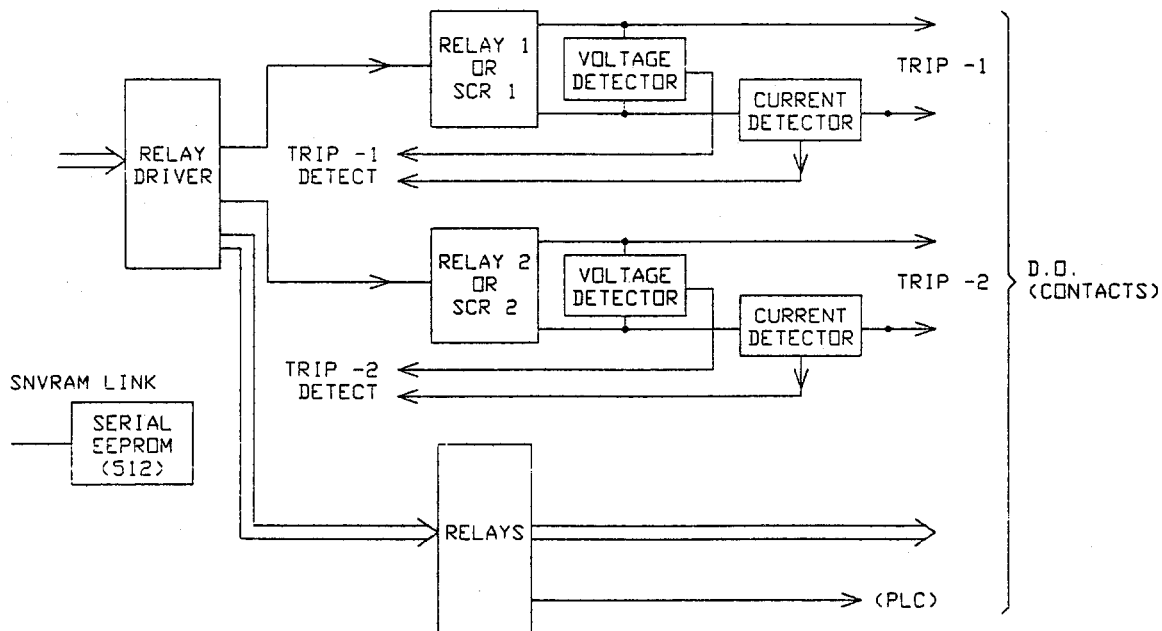 RELAY 1
OR
SCR 1
VOLTAGE
DETECTOR
TRIP -1
CURRENT
DETECTOR
RELAY
DRIVER
TRIP -1
DETECT
RELAY 2
OR
SCR 2
VOLTAGE
DETECTOR
TRIP -2
D.O.
(CONTACTS)
CURRENT
DETECTOR
TRIP -2
DETECT
SNVRAM LINK
SERIAL
EEPROM
(512)
RELAYS
(PLC)